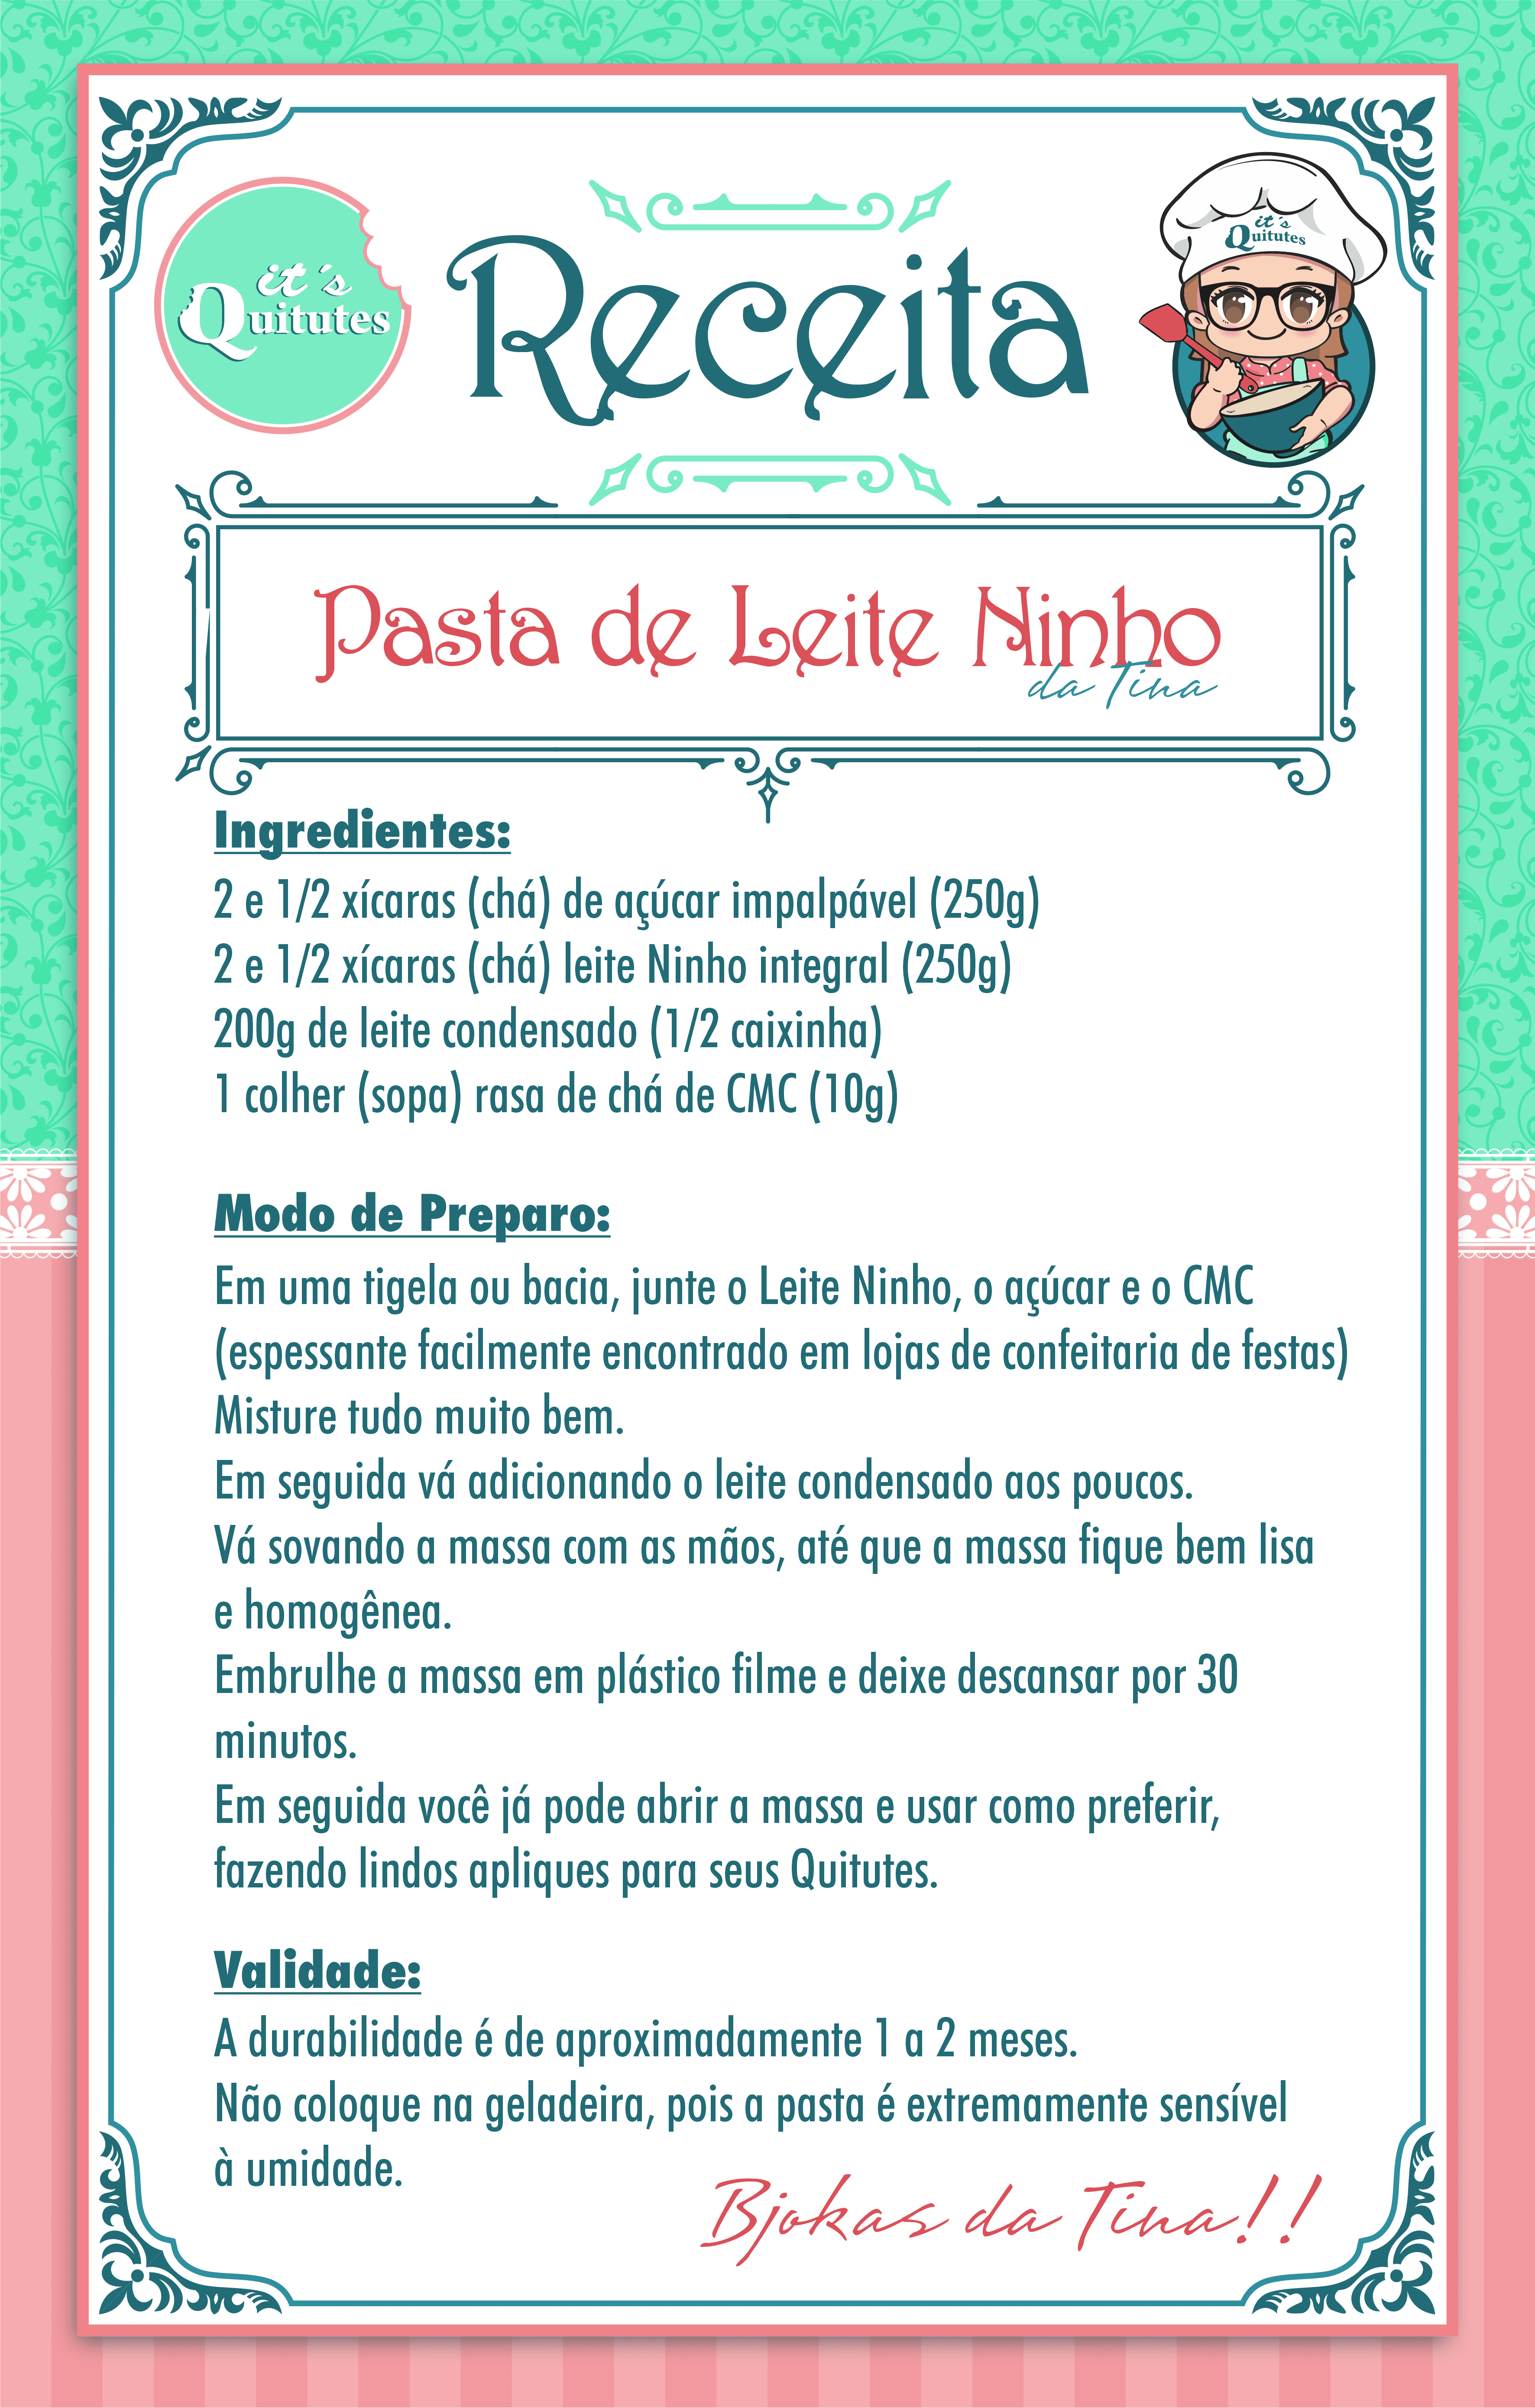 it's
Quitutes
Receita
it's
Quitutes
Pasta de Leite Ninho
da Tina
Ingredientes:
2 e 1/2 xícaras (chá) de açúcar impalpável (250g)
2 e 1/2 xícaras (chá) leite Ninho integral (250g)
200g de leite condensado (1/2 caixinha)
1 colher (sopa) rasa de chá de CMC (10g)
Modo de Preparo:
Em uma tigela ou bacia, junte o Leite Ninho, o açúcar e o CMC
(espessante facilmente encontrado em lojas de confeitaria de festas)
Misture tudo muito bem.
Em seguida vá adicionando o leite condensado aos poucos.
Vá sovando a massa com as mãos, até que a massa fique bem lisa
e homogênea.
Embrulhe a massa em plástico filme e deixe descansar por 30
minutos.
Em seguida você já pode abrir a massa e usar como preferir,
fazendo lindos apliques para seus Quitutes.
Validade:
A durabilidade é de aproximadamente 1 a 2 meses.
Não coloque na geladeira, pois a pasta é extremamente sensível
à umidade.
Bjokas da Tina!!